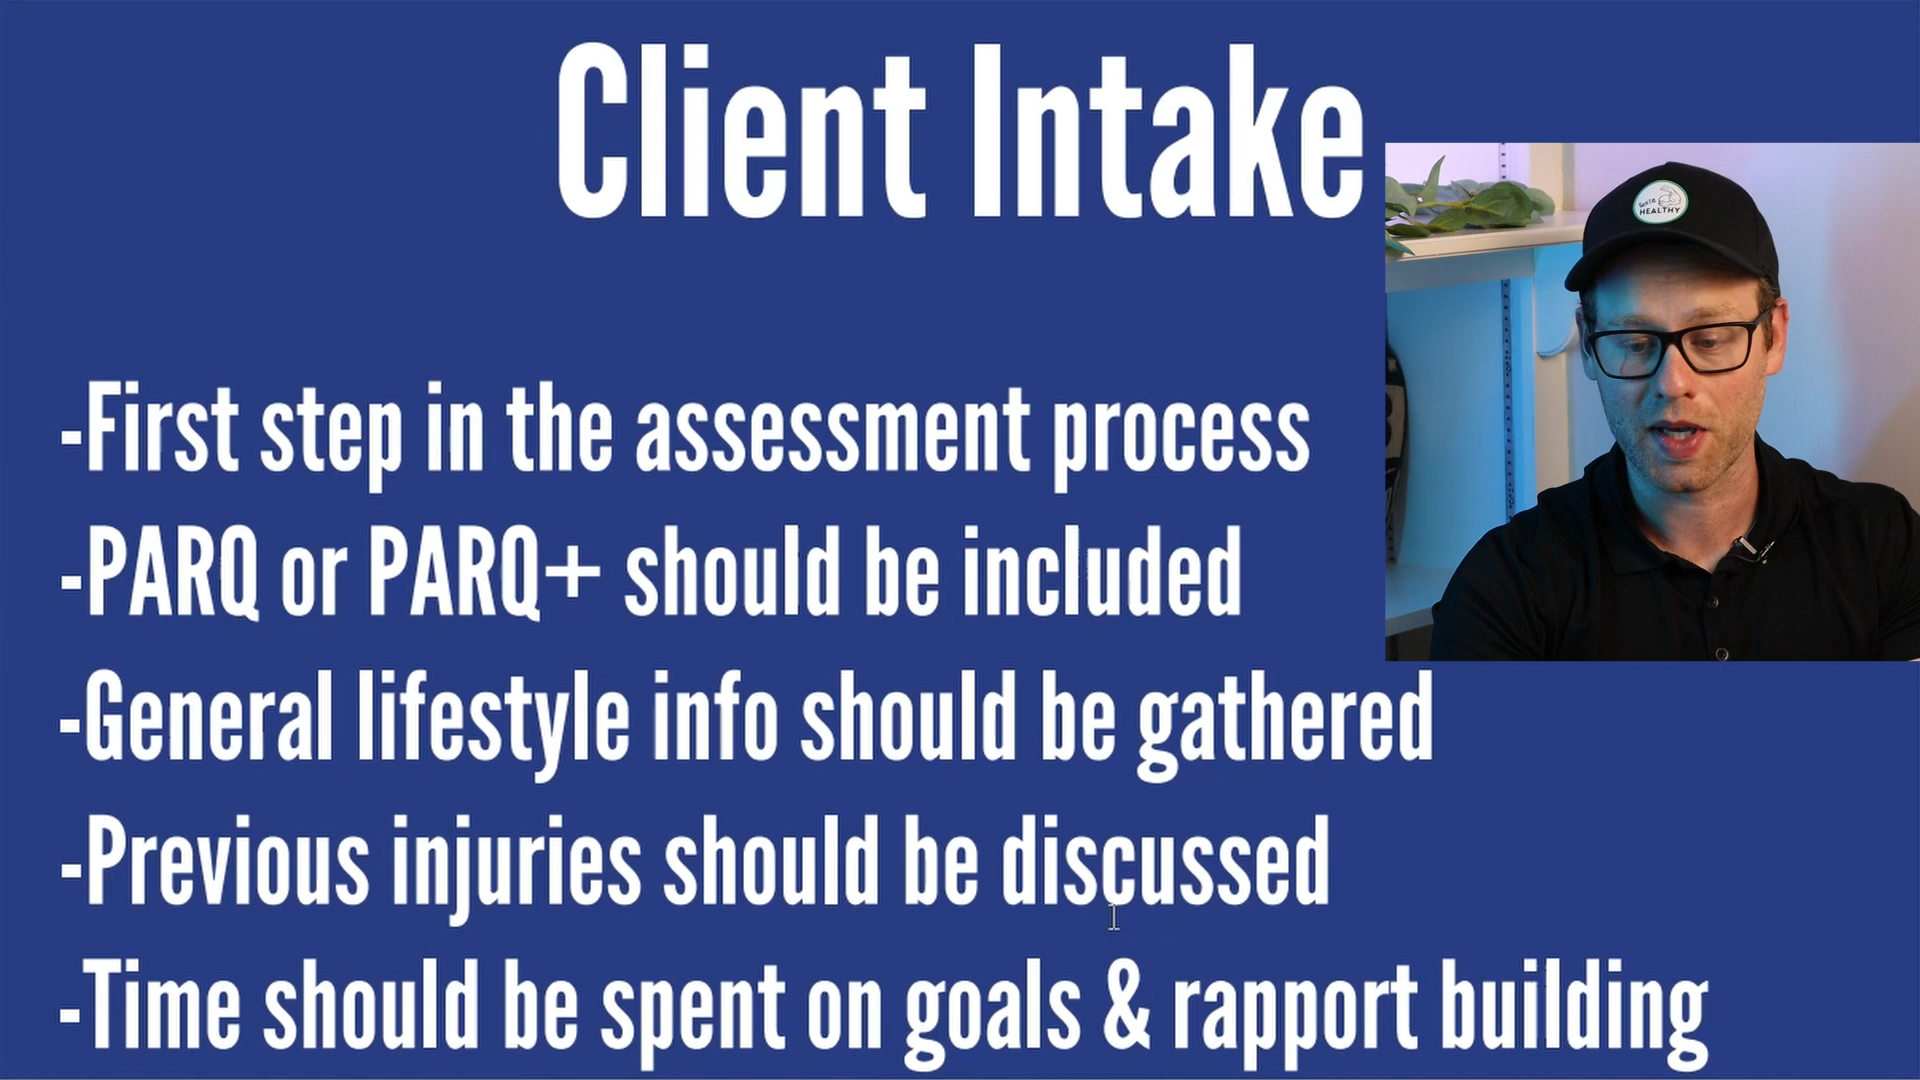 Client Intake
-First step in the assessment process
-PARQ or PARQ+ should be included
-General lifestyle info should be gathered
-Previous injuries should be discussed
-Time should be spent on goals & rapport building
HEALTHY